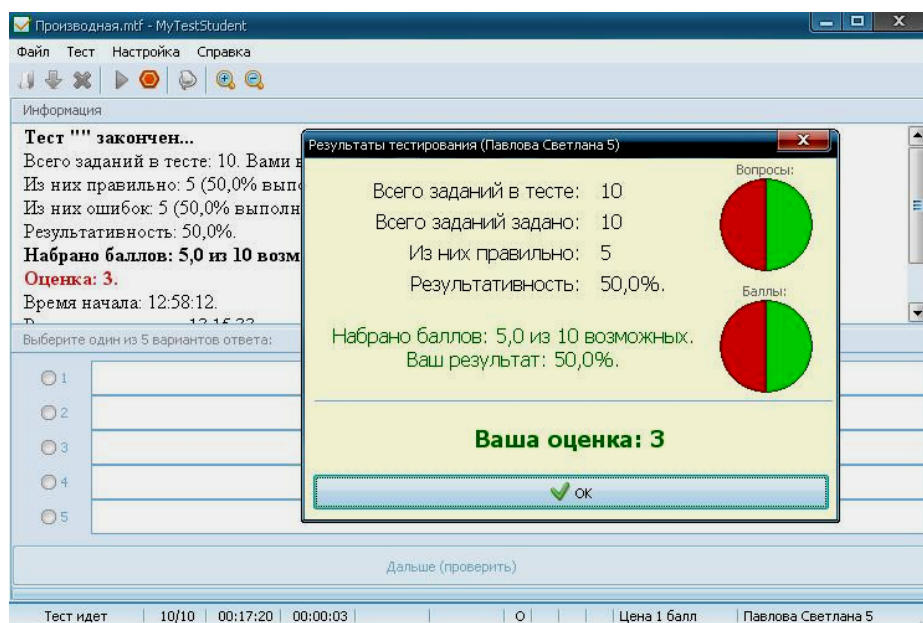 Производная.mtf - MyTestStudent
Файл Тест Настройка Справка
Информация
Тест "" закончен...
Всего заданий в тесте: 10. Вами
Из них правильно: 5 (50,0%
Из них ошибок: 5 (50,0%
Результативность: 50,0%.
Набрано баллов: 5,0 из 10
Оценка: 3.
Время начала: 12:58:12.
Выберите один из 5 вариантов ответа:
1
2
3
4
5
Дальше (проверить)
Результаты тестирования (Павлова Светлана 5)
Всего заданий в тесте: 10
Всего заданий задано: 10
Из них правильно: 5
Результативность: 50,0%.
Вопросы:
Баллы:
Набрано баллов: 5,0 из 10 возможных.
Ваш результат: 50,0%.
Ваша оценка: 3
ОК
Тест идет 10/10 00:17:20 00:00:03 О Цена 1 балл Павлова Светлана 5